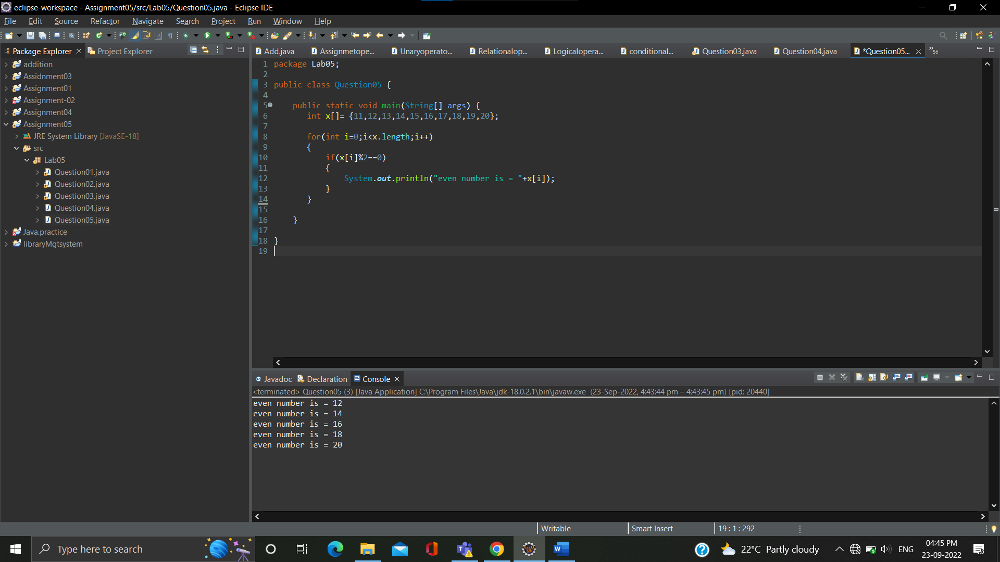 eclipse-workspace - Assignment05/src/Lab05/Question05.java - Eclipse IDE
File Edit Source Refactor Navigate Search Project Run Window Help
Package Explorer Project Explorer
Add.java Assignmetope... Unaryoperato... Relationalop... Logicalopera... conditional... Question03.java Question04.java *Question05... »56
addition
Assidnment03
Assignment01
Assignment-02
Assignment04
Assignment05
JRE System Library [JavaSE-18]
src
Lab05
Question01.java
Question02.java
Question03.java
Question04.java
Question05.java
Java.practice
libraryMgtsystem
1 package Lab05;
2
3 public class Question05 {
4
5 public static void main(String[] args) {
6 int x[]= {11,12,13,14,15,16,17,18,19,20};
7
8 for(int i=0;i<x.length;i++)
9 {
10 if(x[i]%2==0)
11 {
12 System.out.println("even number is = "+x[i]);
13 }
14 }
15
16 }
17
18 }
19
@ Javadoc Declaration Console
<terminated> Question05 (3) [Java Application] C:\Program Files\Java\jdk-18.0.2.1\bin\javaw.exe (23-Sep-2022, 4:43:44 pm – 4:43:45 pm) [pid: 20440]
even number is = 12
even number is = 14
even number is = 16
even number is = 18
even number is = 20
Writable Smart Insert 19 : 1 : 292
Type here to search
22°C Partly cloudy ENG 04:45 PM
23-09-2022